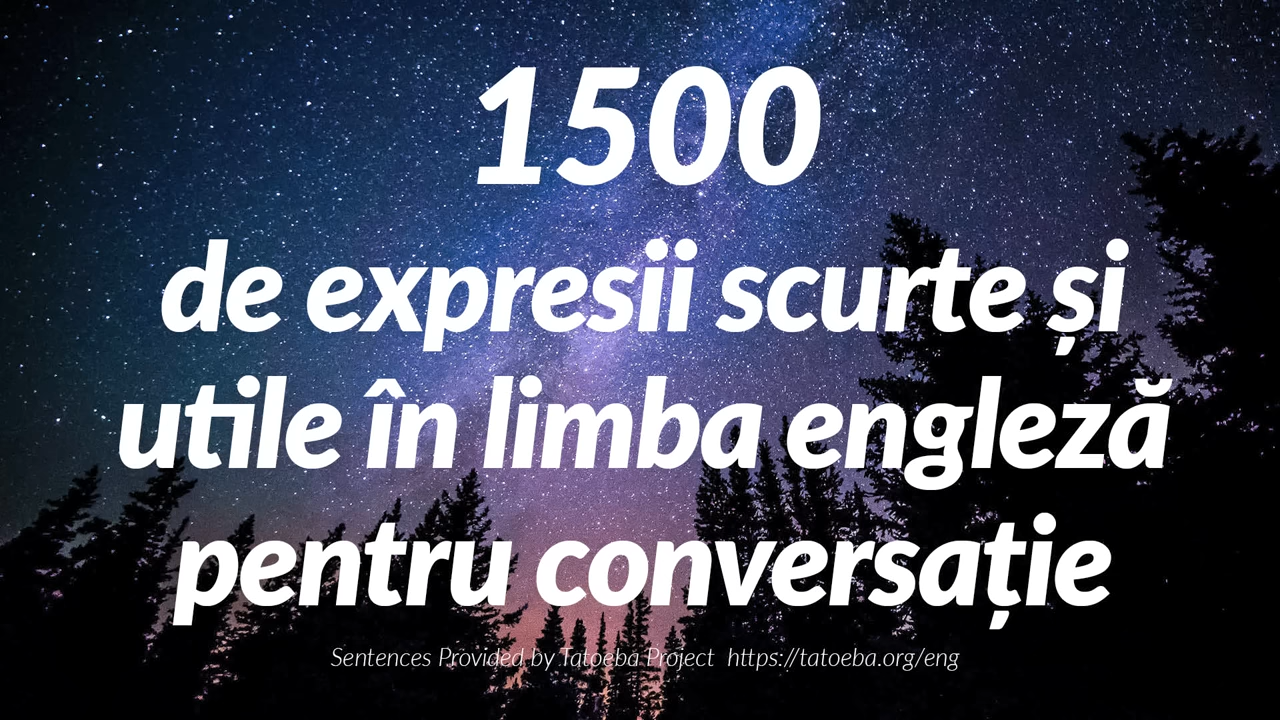 1500
de expresii scurte și
utile în limba engleză
pentru conversație
Sentences Provided by Tatoeba Project https://tatoeba.org/eng